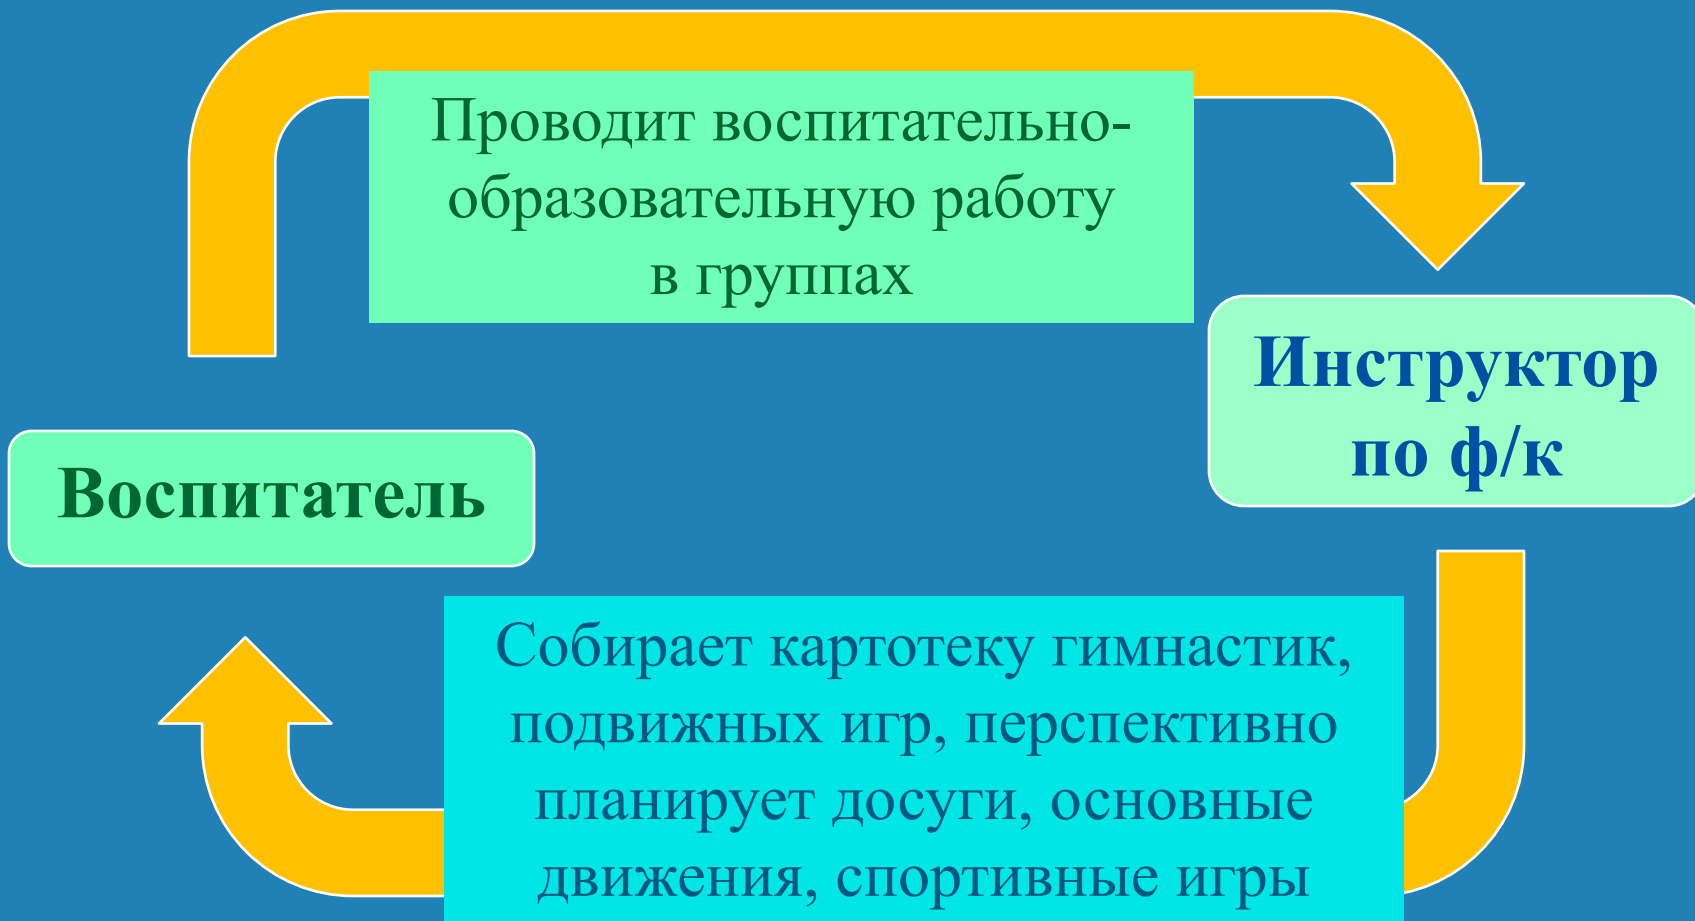 Проводит воспитательно-
образовательную работу
в группах
Инструктор
по ф/к
Воспитатель
Собирает картотеку гимнастик,
подвижных игр, перспективно
планирует досуги, основные
движения, спортивные игры